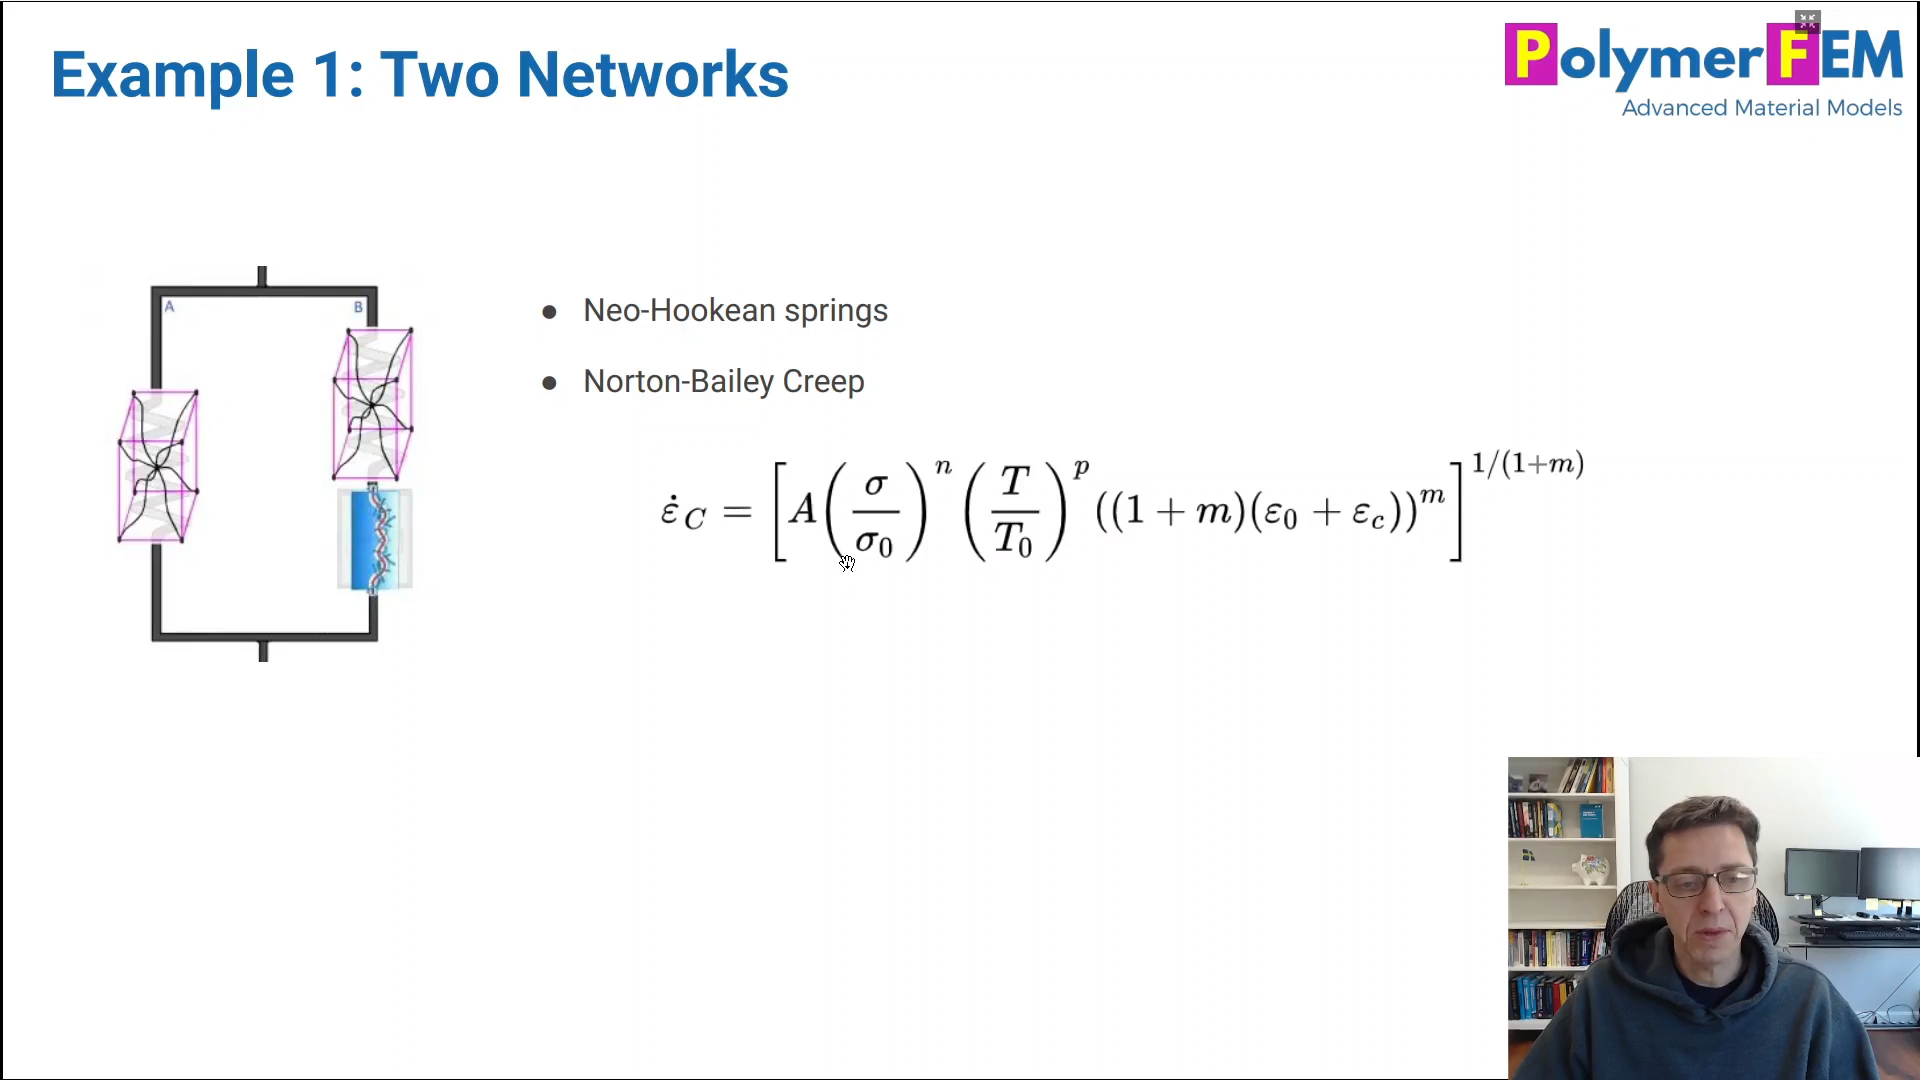 Example 1: Two Networks
PolymerFEM
Advanced Material Models
A
B
● Neo-Hookean springs
● Norton-Bailey Creep
ε̇_C = [A(σ/σ₀)ⁿ (T/T₀)ᵖ ((1 + m)(ε₀ + ε_c))ᵐ]^{1/(1+m)}